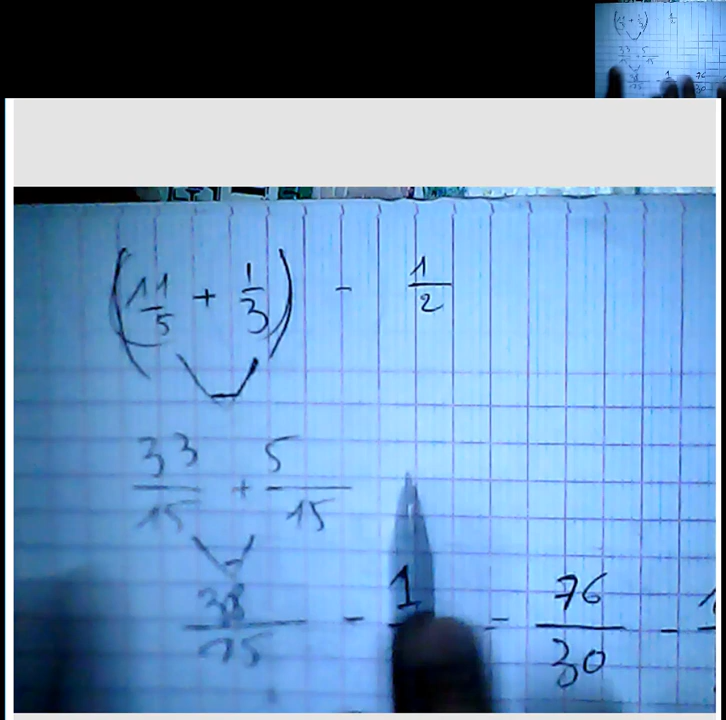 (11/5 + 1/3) - 1/2
33/15 + 5/15
38/15 - 1 = 76/30 -